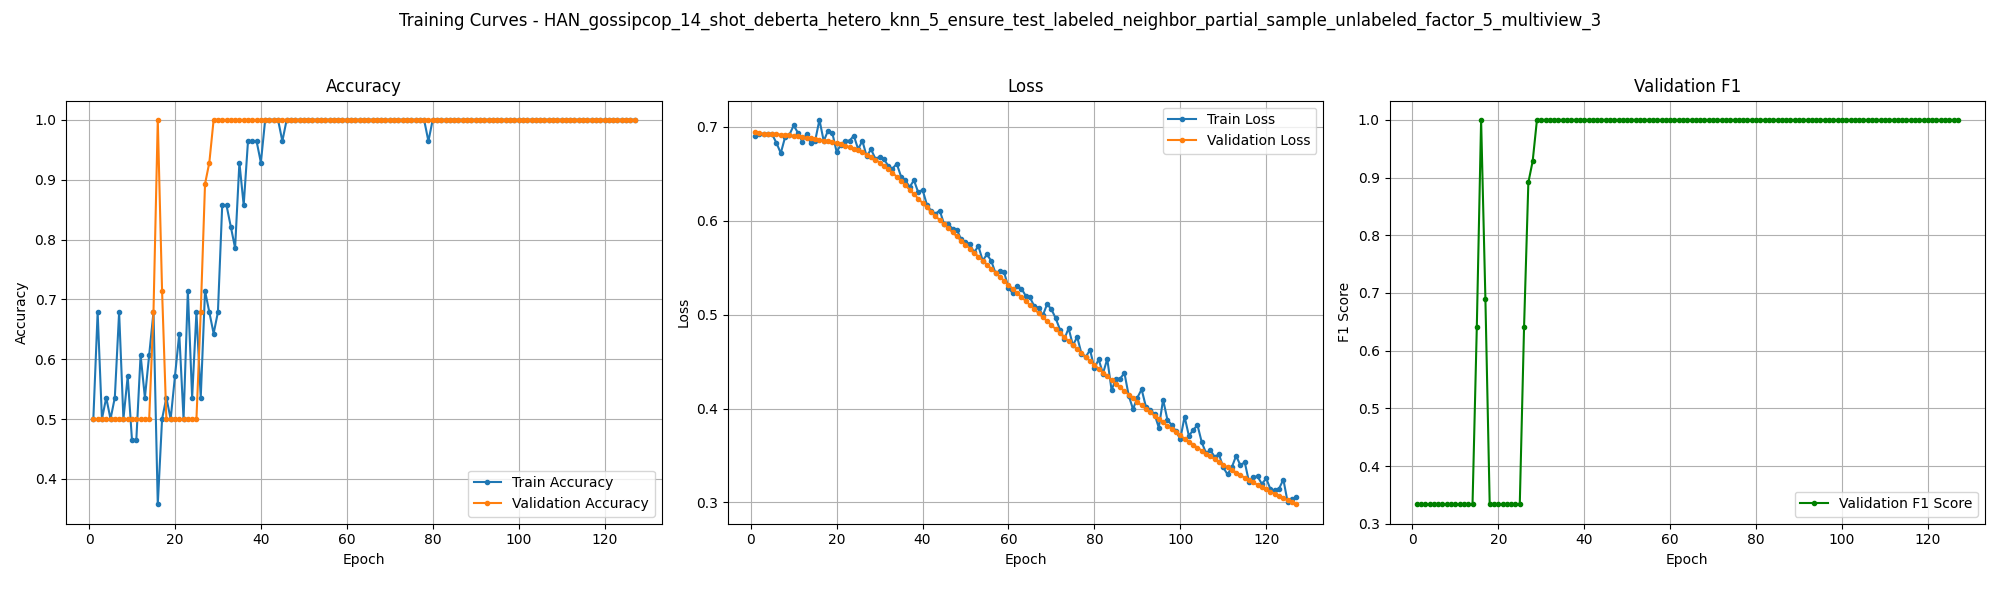 Training Curves - HAN_gossipcop_14_shot_deberta_hetero_knn_5_ensure_test_labeled_neighbor_partial_sample_unlabeled_factor_5_multiview_3
Accuracy
1.0
0.9
0.8
0.7
0.6
0.5
0.4
Accuracy
0 20 40 60 80 100 120
Epoch
Train Accuracy
Validation Accuracy
Loss
0.7
0.6
0.5
0.4
0.3
Loss
0 20 40 60 80 100 120
Epoch
Train Loss
Validation Loss
Validation F1
1.0
0.9
0.8
0.7
0.6
0.5
0.4
0.3
F1 Score
0 20 40 60 80 100 120
Epoch
Validation F1 Score